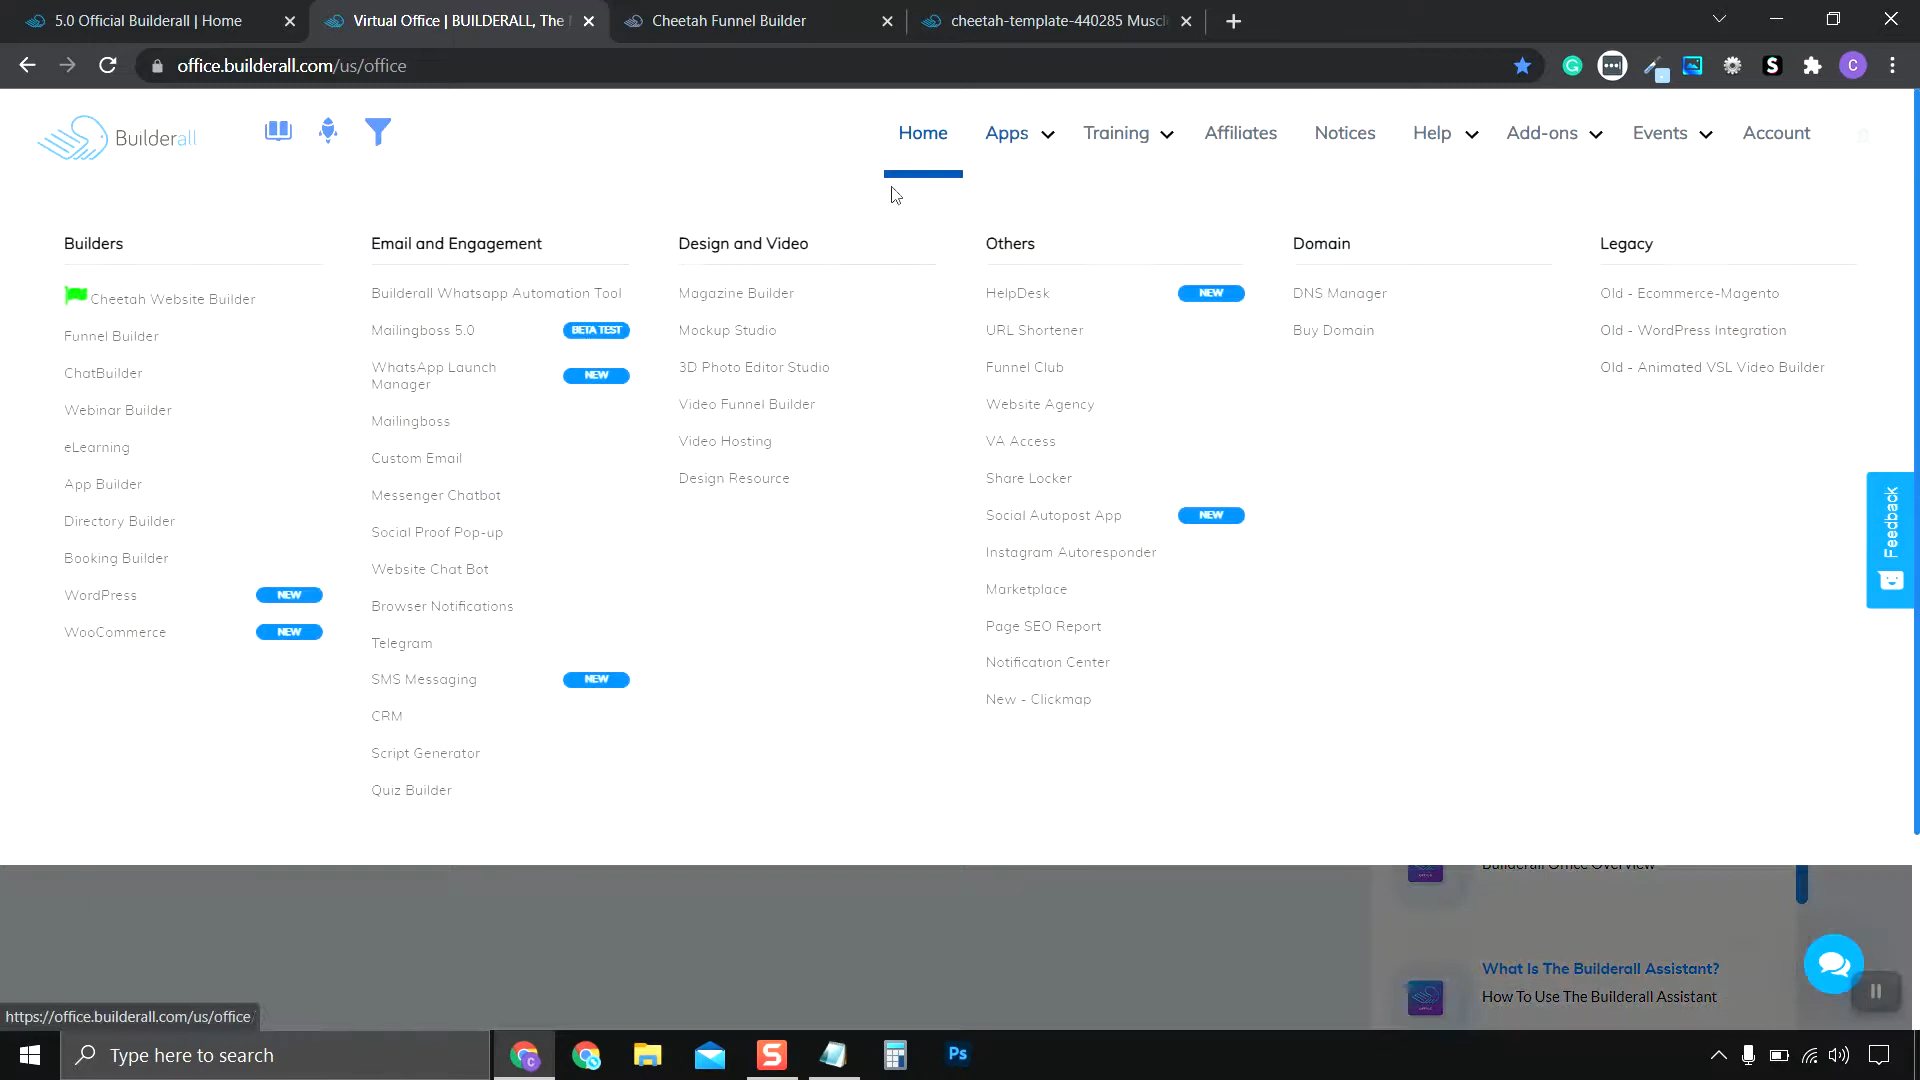 5.0 Official Builderall | Home
Virtual Office | BUILDERALL, The
Cheetah Funnel Builder
cheetah-template-440285 Muscl
office.builderall.com/us/office
C
Builderall
Home
Apps
Training
Affiliates
Notices
Help
Add-ons
Events
Account
Builders
Cheetah Website Builder
Funnel Builder
ChatBuilder
Webinar Builder
eLearning
App Builder
Directory Builder
Booking Builder
WordPress NEW
WooCommerce NEW
Email and Engagement
Builderall Whatsapp Automation Tool
Mailingboss 5.0 BETA TEST
WhatsApp Launch
Manager NEW
Mailingboss
Custom Email
Messenger Chatbot
Social Proof Pop-up
Website Chat Bot
Browser Notifications
Telegram
SMS Messaging NEW
CRM
Script Generator
Quiz Builder
Design and Video
Magazine Builder
Mockup Studio
3D Photo Editor Studio
Video Funnel Builder
Video Hosting
Design Resource
Others
HelpDesk NEW
URL Shortener
Funnel Club
Website Agency
VA Access
Share Locker
Social Autopost App NEW
Instagram Autoresponder
Marketplace
Page SEO Report
Notification Center
New - Clickmap
Domain
DNS Manager
Buy Domain
Legacy
Old - Ecommerce-Magento
Old - WordPress Integration
Old - Animated VSL Video Builder
Feedback
Builderall Office Overview
What Is The Builderall Assistant?
How To Use The Builderall Assistant
https://office.builderall.com/us/office
Type here to search
Ps